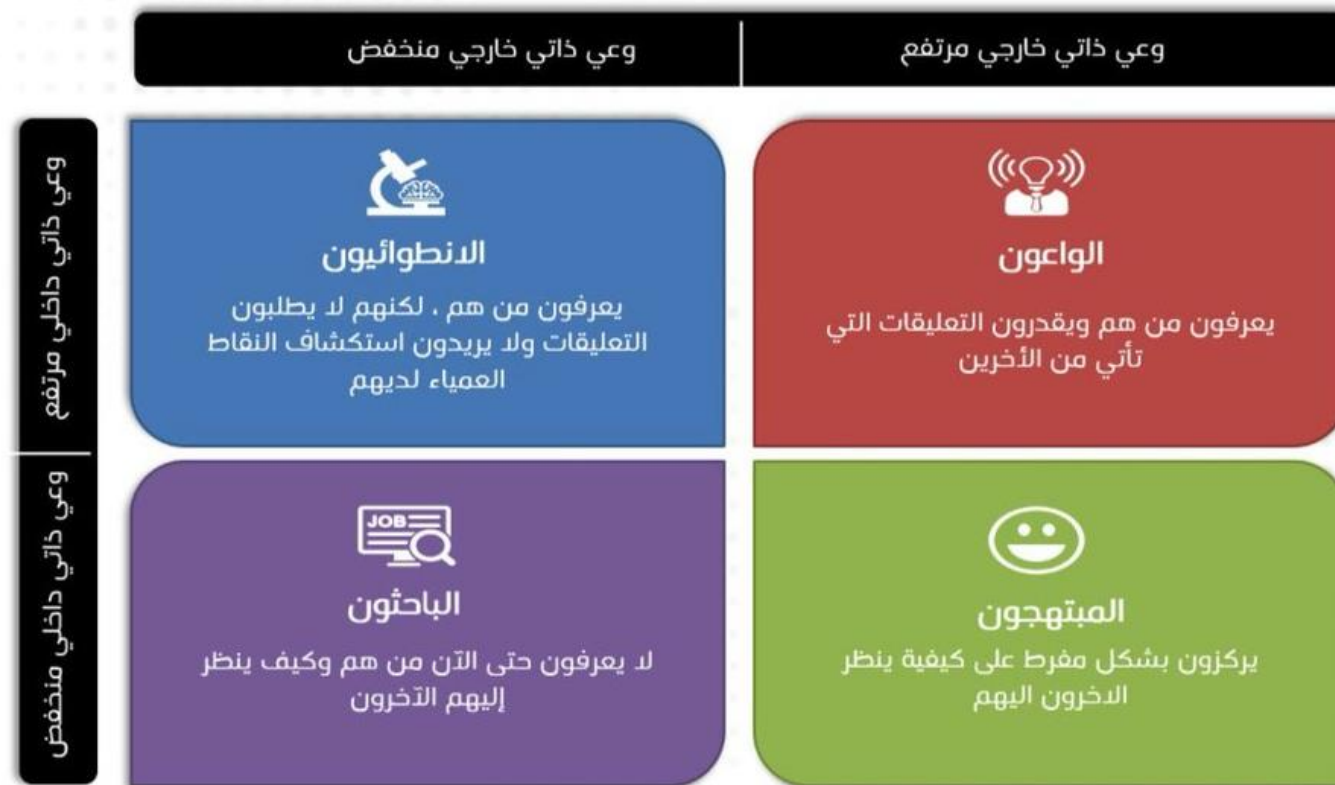 وعي ذاتي خارجي مرتفع
وعي ذاتي خارجي منخفض
وعي ذاتي داخلي مرتفع
الواعون
يعرفون من هم ويقدرون التعليقات التي
تأتي من الأخرين
الانطوائيون
يعرفون من هم ، لكنهم لا يطلبون
التعليقات ولا يريدون استكشاف النقاط
العمياء لديهم
وعي ذاتي داخلي منخفض
المبتهجون
يركزون بشكل مفرط على كيفية ينظر
الاخرون اليهم
JOB
الباحثون
لا يعرفون حتى الآن من هم وكيف ينظر
إليهم الآخرون